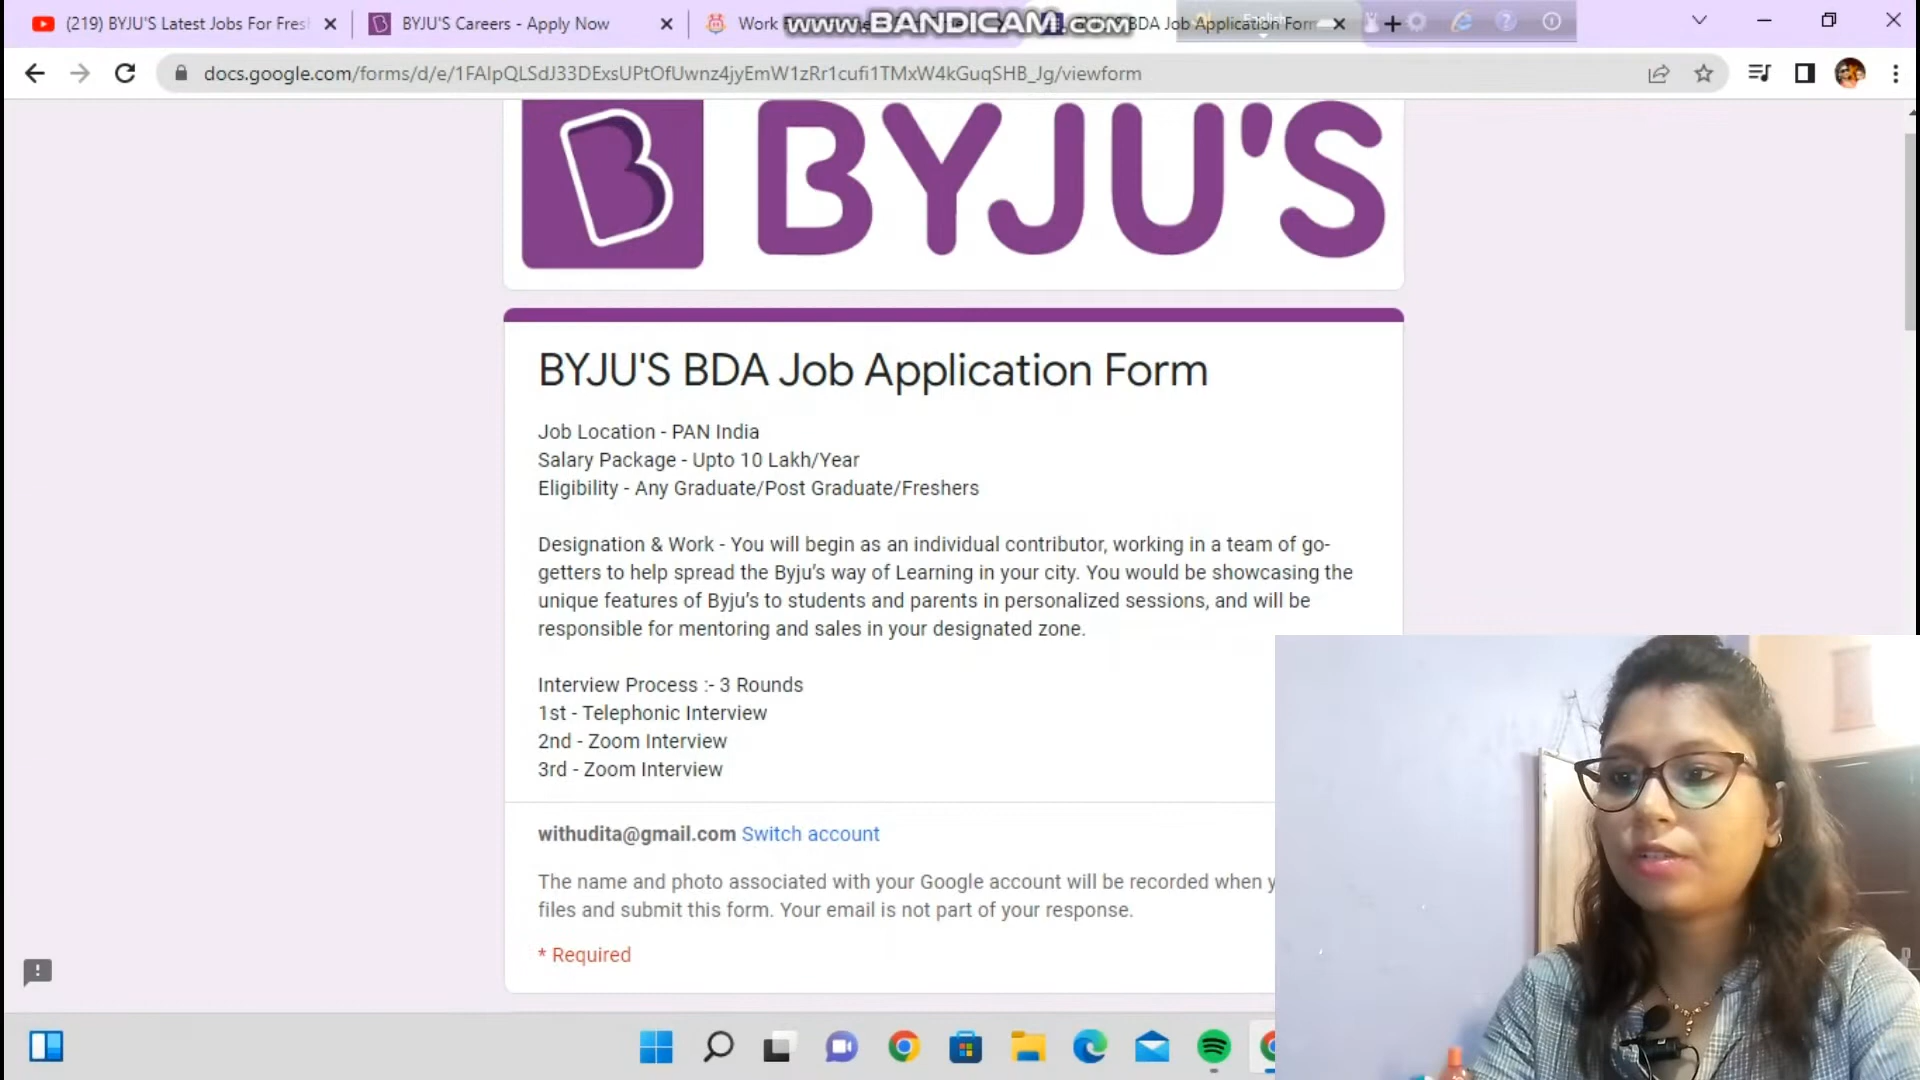 (219) BYJU'S Latest Jobs For Fres
BYJU'S Careers - Apply Now
Work
www.BANDICAM.com
BDA Job Application Form
docs.google.com/forms/d/e/1FAIpQLSdJ33DExsUPtOfUwnz4jyEmW1zRr1cufi1TMxW4kGuqSHB_Jg/viewform
BYJU'S
BYJU'S BDA Job Application Form
Job Location - PAN India
Salary Package - Upto 10 Lakh/Year
Eligibility - Any Graduate/Post Graduate/Freshers
Designation & Work - You will begin as an individual contributor, working in a team of go-
getters to help spread the Byju's way of Learning in your city. You would be showcasing the
unique features of Byju's to students and parents in personalized sessions, and will be
responsible for mentoring and sales in your designated zone.
Interview Process :- 3 Rounds
1st - Telephonic Interview
2nd - Zoom Interview
3rd - Zoom Interview
withudita@gmail.com Switch account
The name and photo associated with your Google account will be recorded when y
files and submit this form. Your email is not part of your response.
* Required